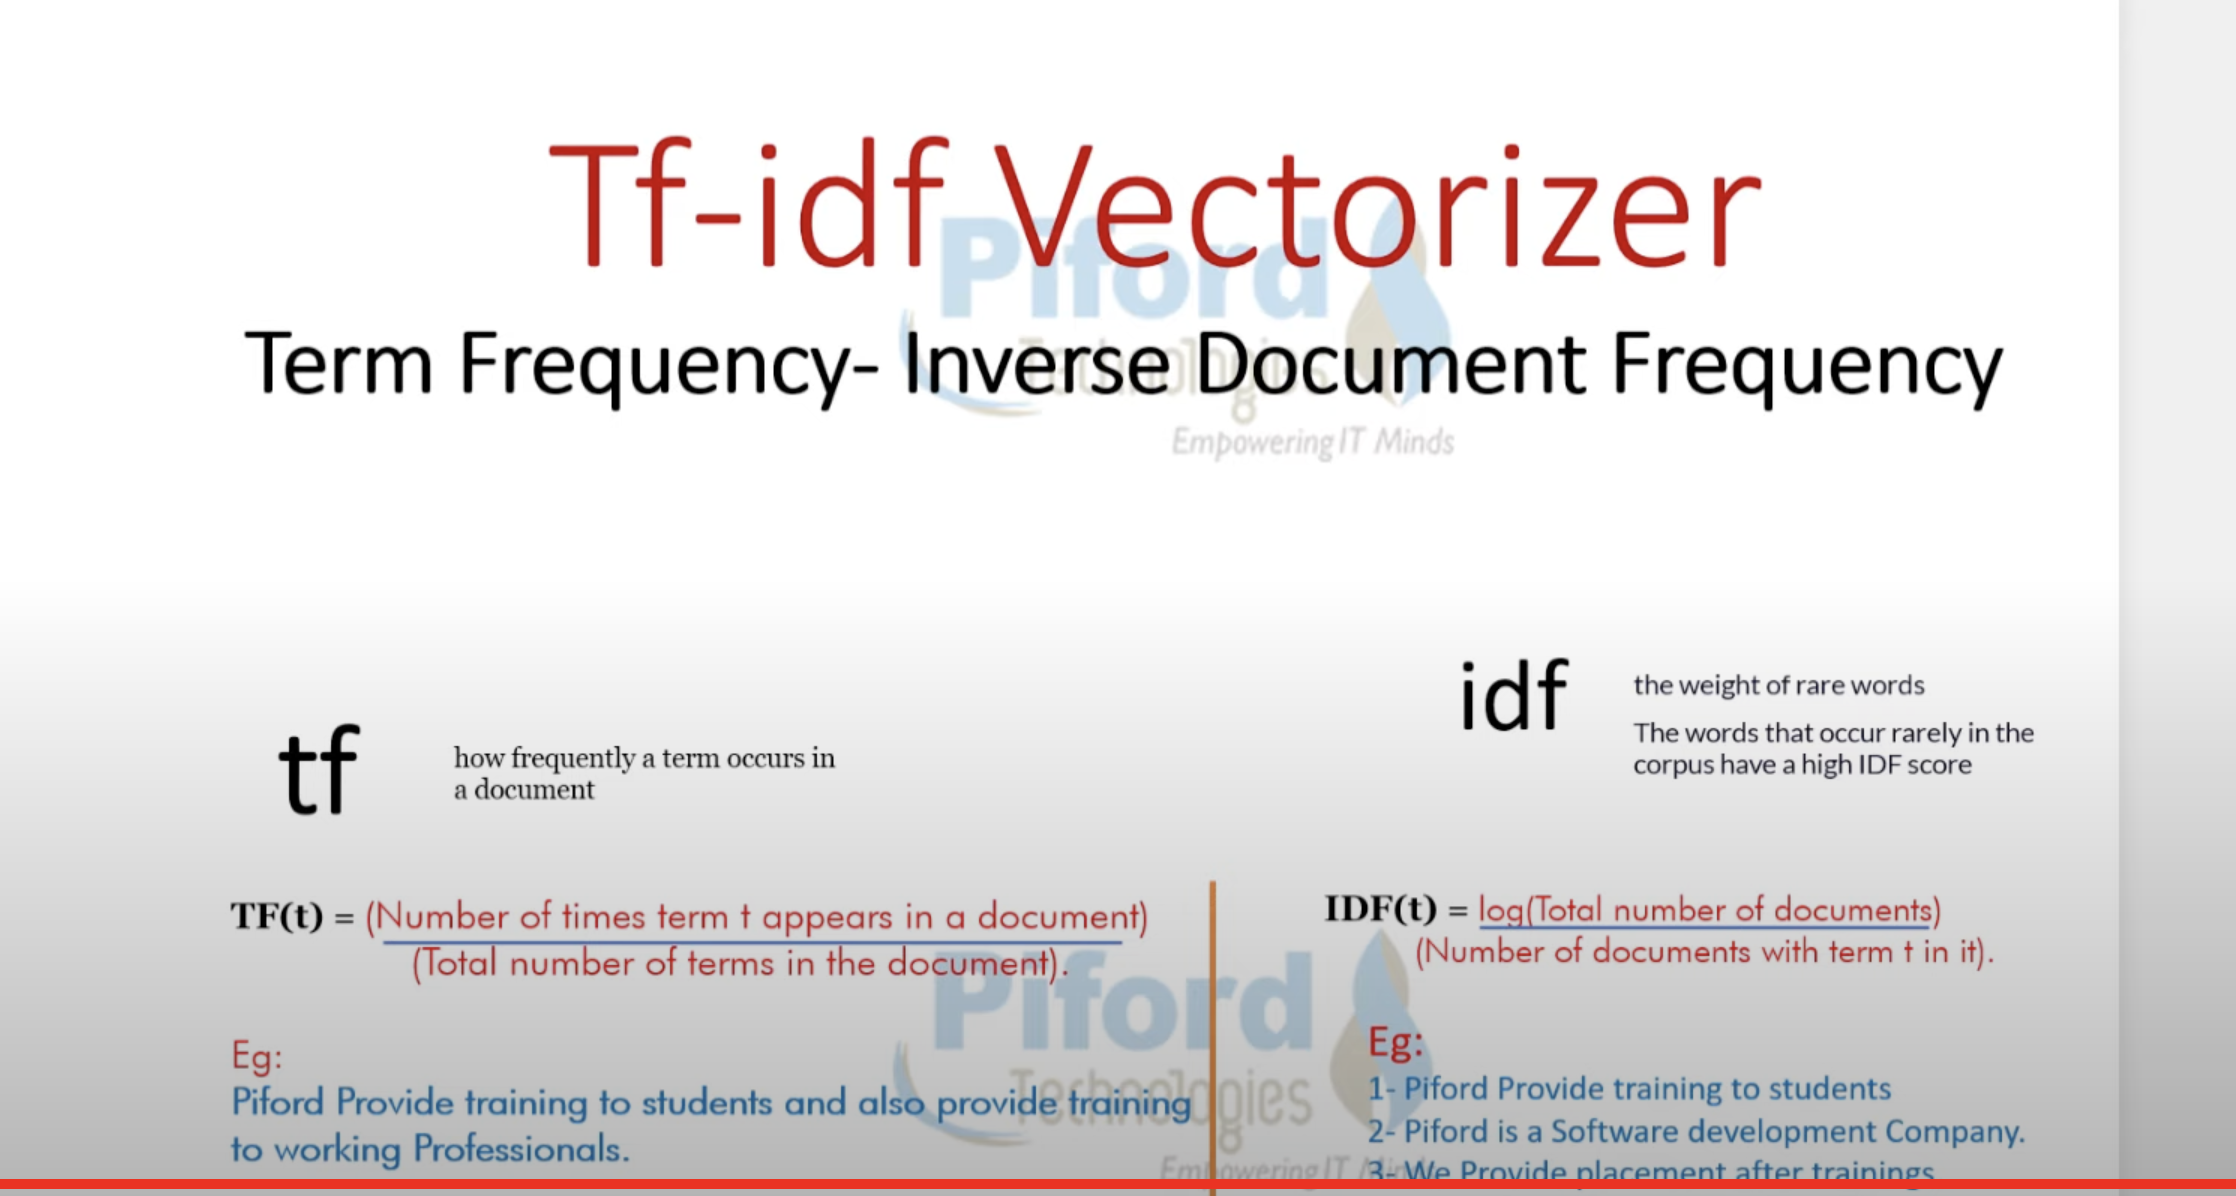 Tf-idf Vectorizer
Piford
Term Frequency- Inverse Document Frequency
Technologies
Empowering IT Minds
tf
how frequently a term occurs in
a document
idf
the weight of rare words
The words that occur rarely in the
corpus have a high IDF score
TF(t) = (Number of times term t appears in a document)
(Total number of terms in the document).
Eg:
Piford Provide training to students and also provide training
to working Professionals.
IDF(t) = log(Total number of documents)
(Number of documents with term t in it).
Eg:
1- Piford Provide training to students
2- Piford is a Software development Company.
3- We Provide placement after trainings
Piford
Technologies
Empowering IT Minds